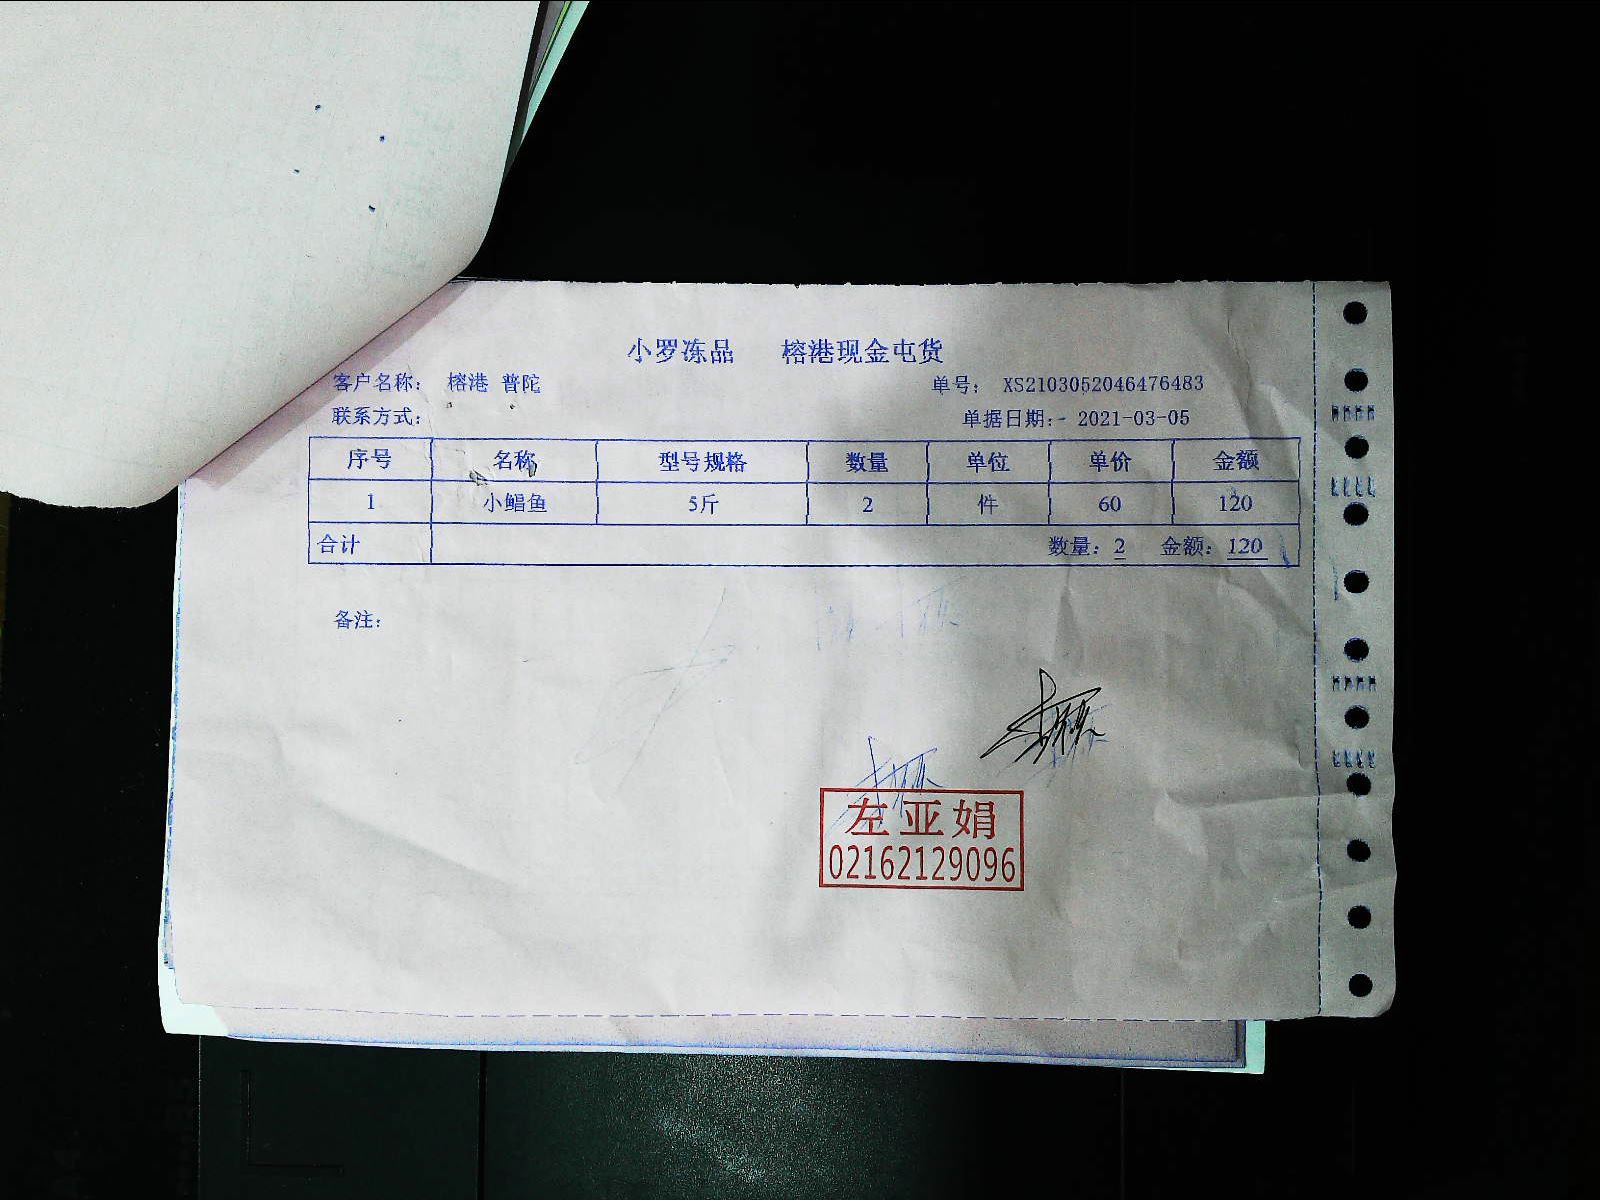 小罗冻品 榕港现金屯货
客户名称： 榕港 普陀 单号： XS2103052046476483
联系方式： 单据日期：- 2021-03-05
序号 名称 型号规格 数量 单位 单价 金额
1 小鲳鱼 5斤 2 件 60 120
合计 数量：2 金额：120
备注：
左亚娟
02162129096